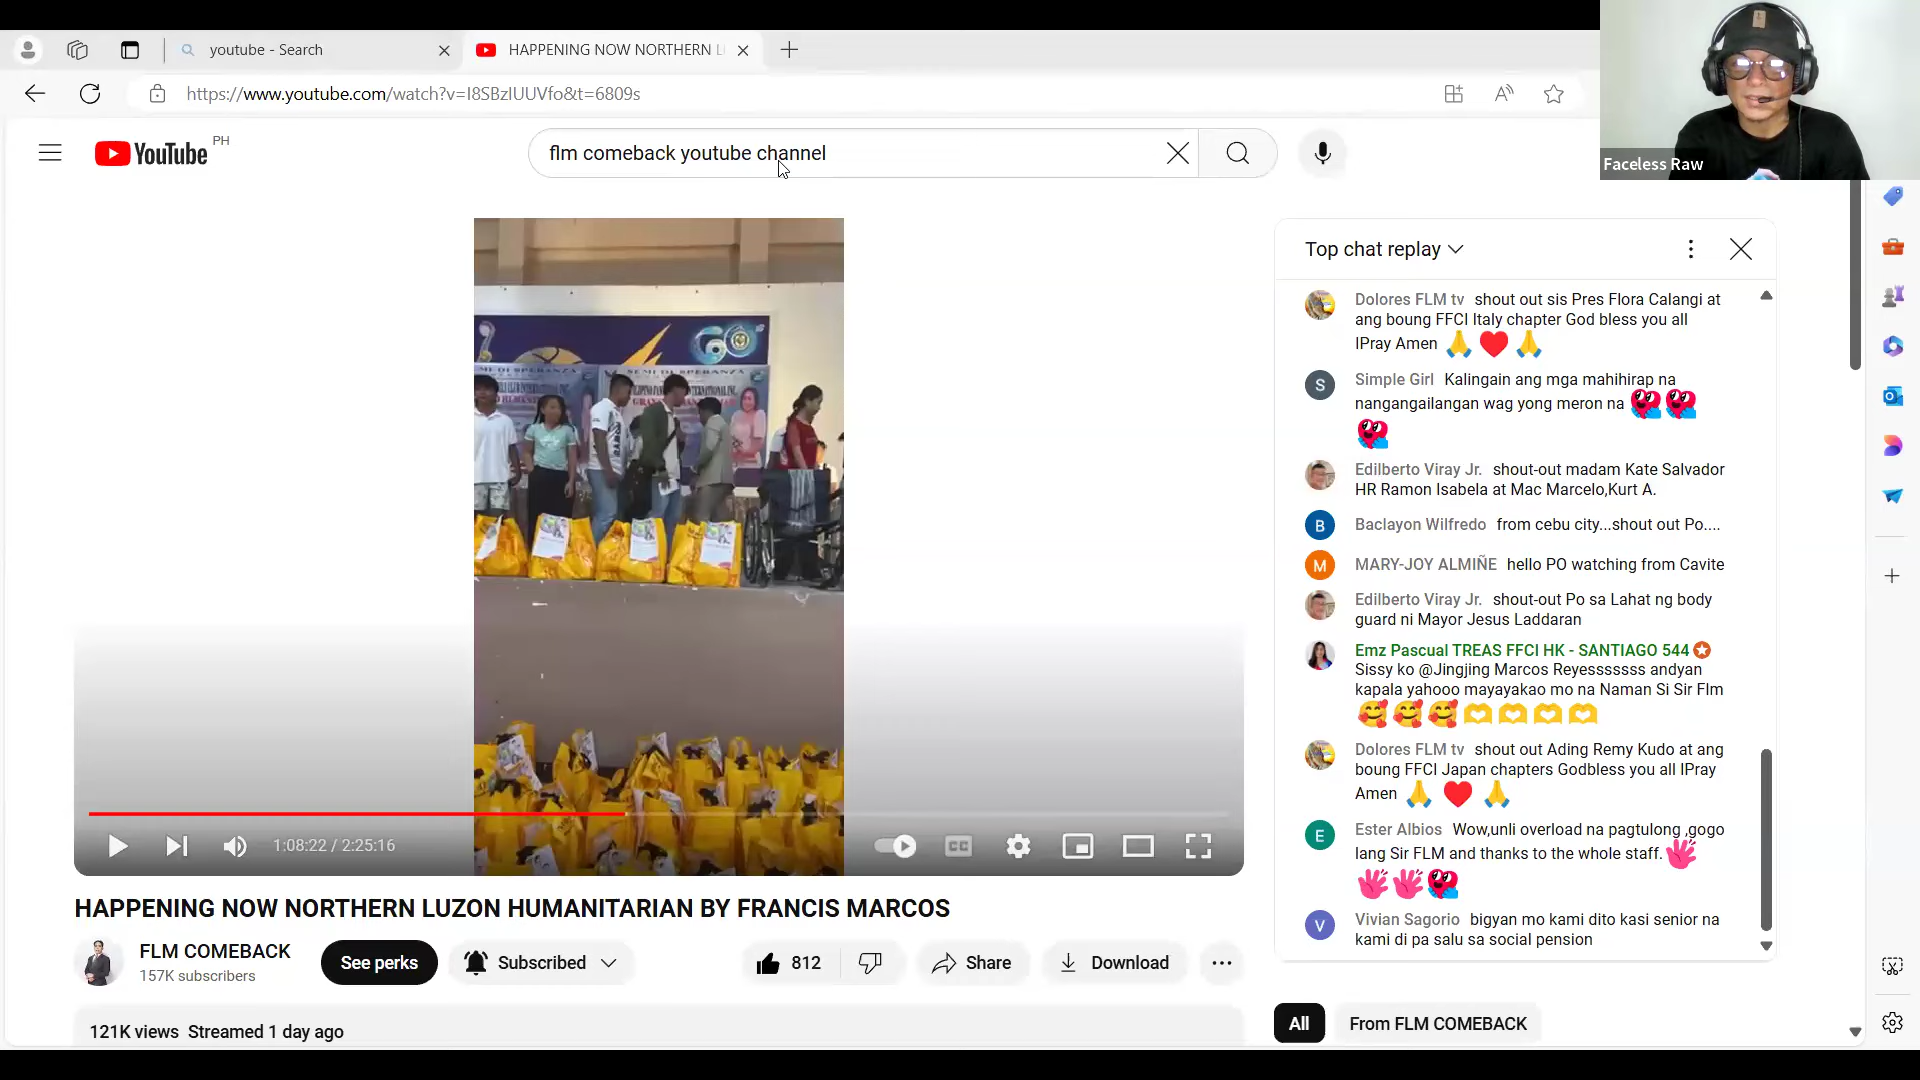 youtube - Search
HAPPENING NOW NORTHERN L
https://www.youtube.com/watch?v=I8SBzIUUVfo&t=6809s
Faceless Raw
YouTube PH
flm comeback youtube channel
Top chat replay
Dolores FLM tv shout out sis Pres Flora Calangi at
ang boung FFCI Italy chapter God bless you all
IPray Amen 🙏 ♥️ 🙏
S
Simple Girl Kalingain ang mga mahihirap na
nangangailangan wag yong meron na
Edilberto Viray Jr. shout-out madam Kate Salvador
HR Ramon Isabela at Mac Marcelo,Kurt A.
B
Baclayon Wilfredo from cebu city...shout out Po....
M
MARY-JOY ALMIÑE hello PO watching from Cavite
Edilberto Viray Jr. shout-out Po sa Lahat ng body
guard ni Mayor Jesus Laddaran
Emz Pascual TREAS FFCI HK - SANTIAGO 544
Sissy ko @Jingjing Marcos Reyesssssss andyan
kapala yahooo mayayakao mo na Naman Si Sir Flm
🥰🥰🥰🫶🫶🫶🫶
Dolores FLM tv shout out Ading Remy Kudo at ang
boung FFCI Japan chapters Godbless you all IPray
Amen 🙏 ♥️ 🙏
E
Ester Albios Wow,unli overload na pagtulong ,gogo
lang Sir FLM and thanks to the whole staff.
V
Vivian Sagorio bigyan mo kami dito kasi senior na
kami di pa salu sa social pension
1:08:22 / 2:25:16
CC
HAPPENING NOW NORTHERN LUZON HUMANITARIAN BY FRANCIS MARCOS
FLM COMEBACK
157K subscribers
See perks
Subscribed
812
Share
Download
121K views Streamed 1 day ago
All
From FLM COMEBACK